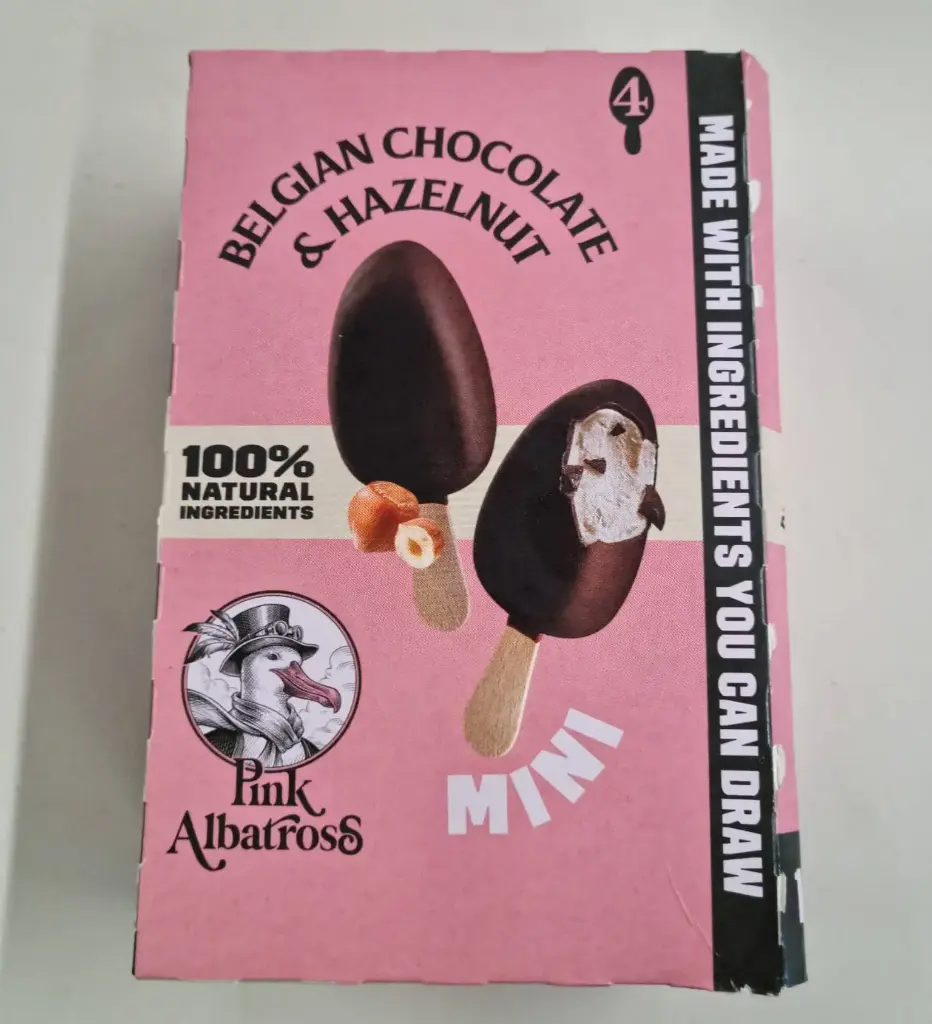 4
BELGIAN CHOCOLATE
& HAZELNUT
100%
NATURAL
INGREDIENTS
Pink
Albatross
MINI
MADE WITH INGREDIENTS YOU CAN DRAW